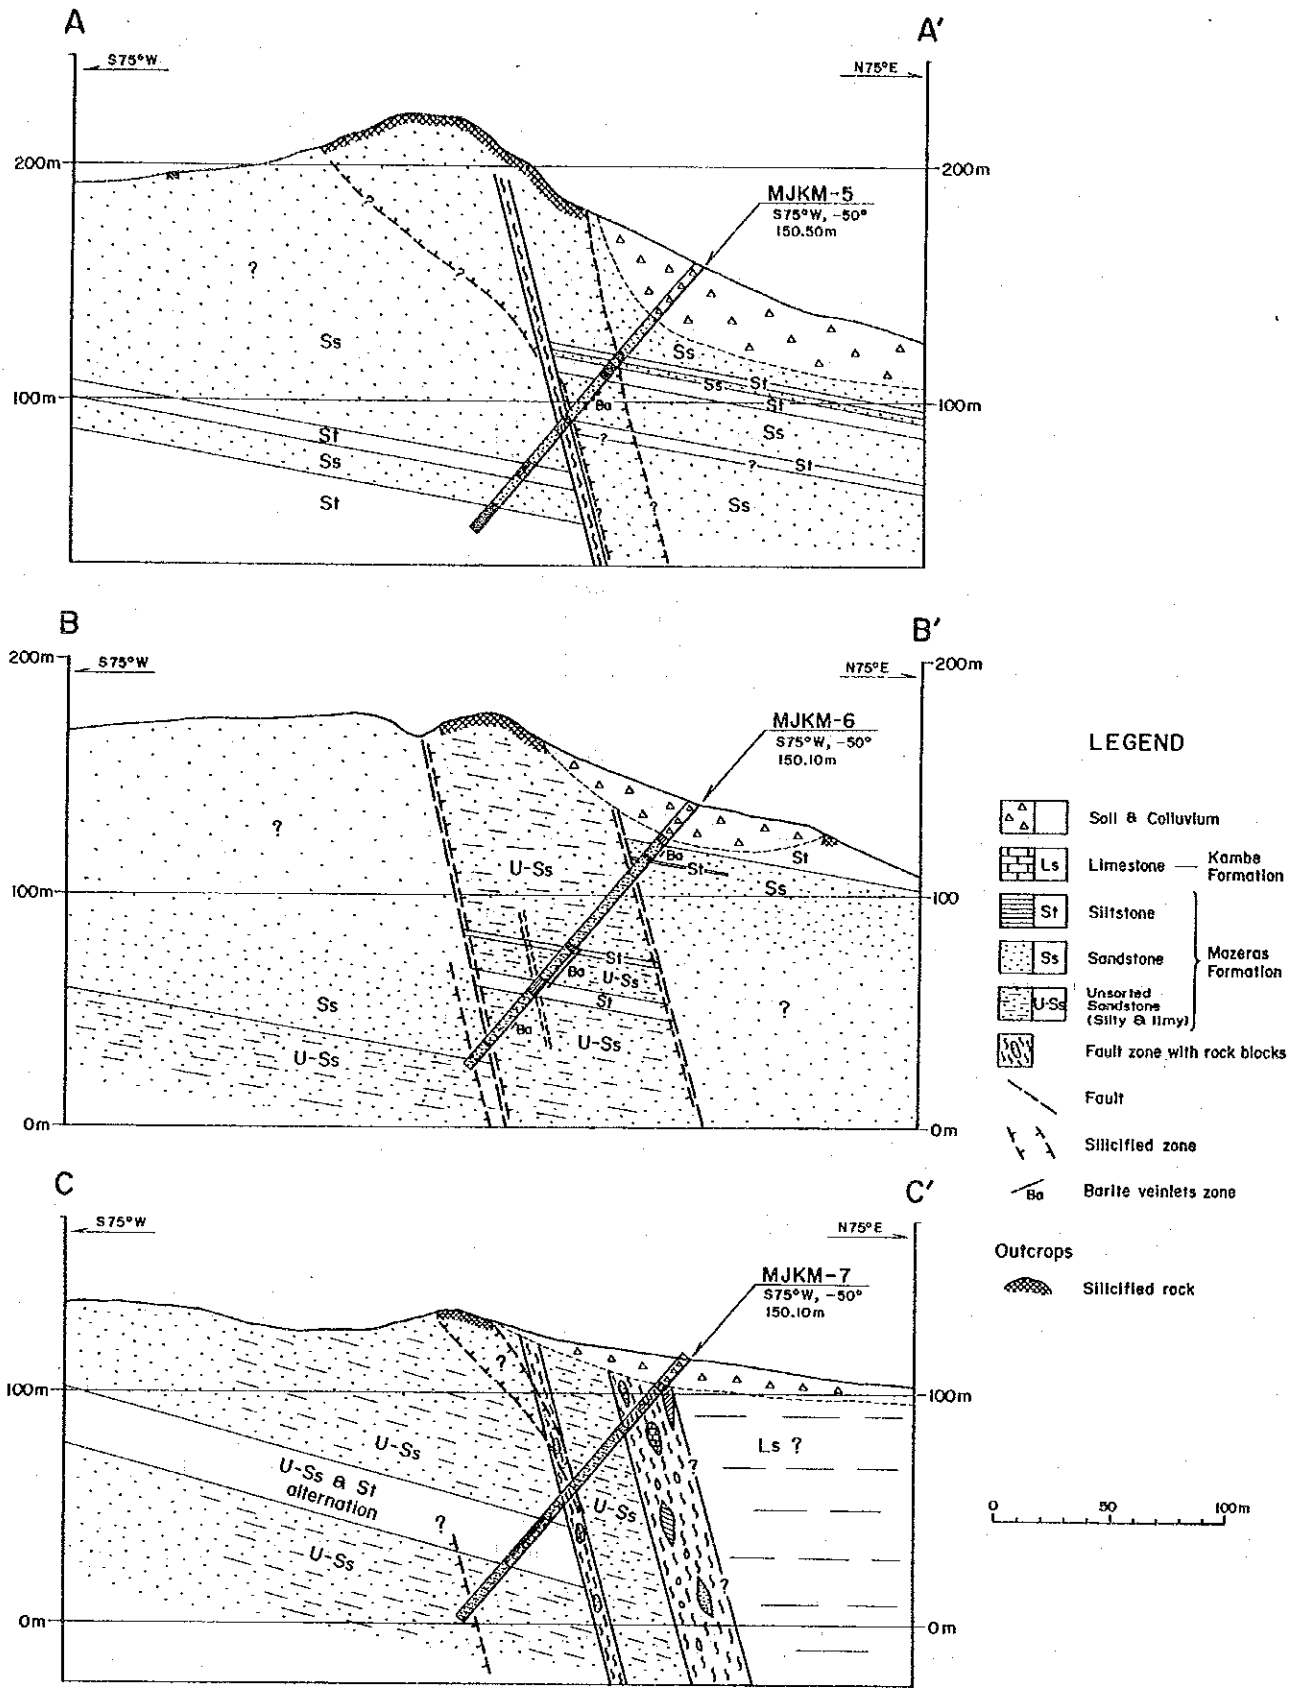 A
A'
S75°W
N75°E
MJKM-5
S75°W, -50°
150.50m
200m
200m
?
?
?
?
Ss
Ss
Ss
St
St
100m
100m
Ba
Ss
St
?
?
St
Ss
St
Ss
?
?
B
B'
200m
200m
S75°W
N75°E
MJKM-6
S75°W, -50°
150.10m
?
U-Ss
Ba
St
St
Ss
100m
100
St
Ba
U-Ss
St
Ss
U-Ss
Ba
U-Ss
?
0m
0m
C
C'
S75°W
N75°E
MJKM-7
S75°W, -50°
150.10m
?
100m
100m
U-Ss
Ls ?
?
U-Ss & St
alternation
U-Ss
?
U-Ss
?
0m
0m
LEGEND
Soil & Colluvium
Ls
Limestone
Kambe
Formation
St
Siltstone
Ss
Sandstone
Mazeras
Formation
U-Ss
Unsorted
Sandstone
(Silty & limy)
Fault zone with rock blocks
Fault
Silicified zone
Ba
Barite veinlets zone
Outcrops
Silicified rock
0
50
100m